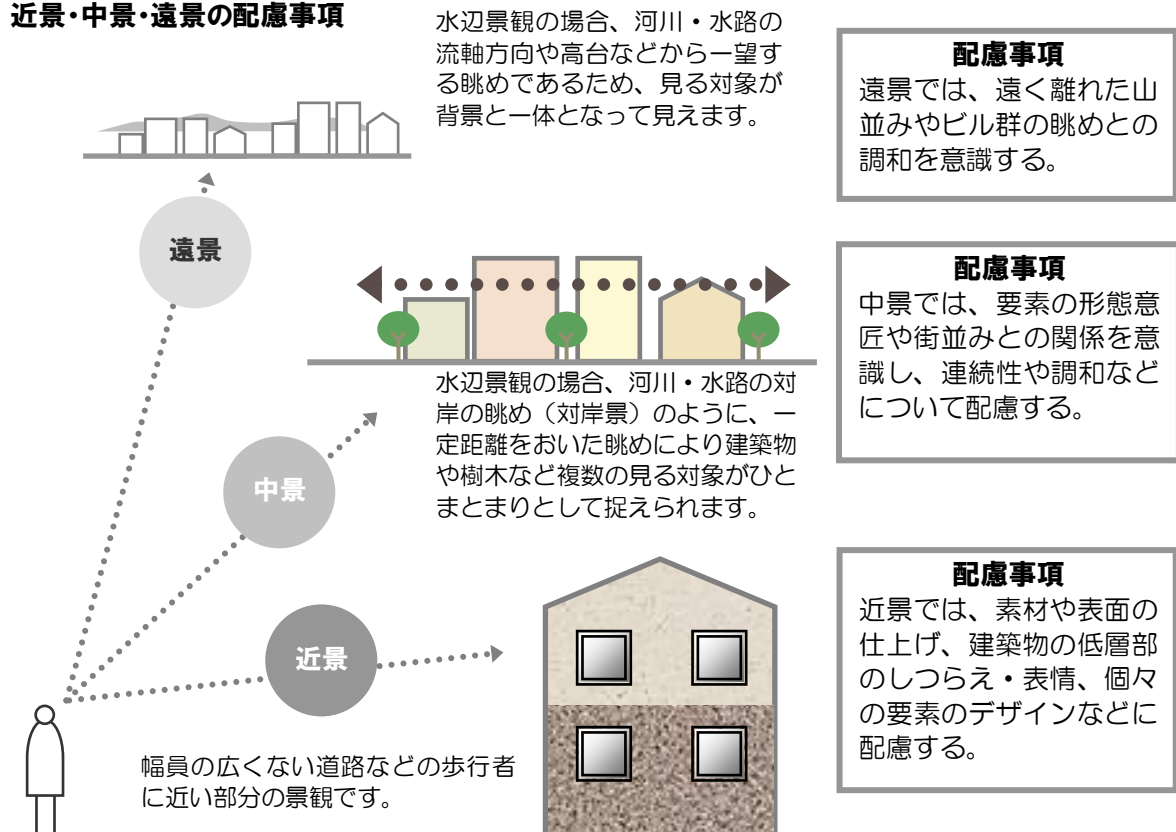 近景・中景・遠景の配慮事項
水辺景観の場合、河川・水路の
流軸方向や高台などから一望す
る眺めであるため、見る対象が
背景と一体となって見えます。
配慮事項
遠景では、遠く離れた山
並みやビル群の眺めとの
調和を意識する。
遠景
配慮事項
中景では、要素の形態意
匠や街並みとの関係を意
識し、連続性や調和など
について配慮する。
水辺景観の場合、河川・水路の対
岸の眺め（対岸景）のように、一
定距離をおいた眺めにより建築物
や樹木など複数の見る対象がひと
まとまりとして捉えられます。
中景
配慮事項
近景では、素材や表面の
仕上げ、建築物の低層部
のしつらえ・表情、個々
の要素のデザインなどに
配慮する。
近景
幅員の広くない道路などの歩行者
に近い部分の景観です。